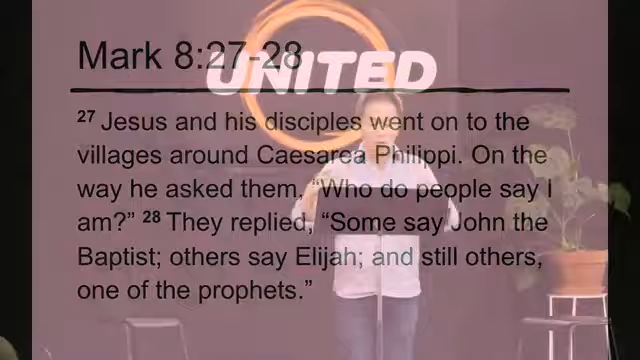 Mark 8:27-28
UNITED
27 Jesus and his disciples went on to the
villages around Caesarea Philippi. On the
way he asked them, “Who do people say I
am?” 28 They replied, “Some say John the
Baptist; others say Elijah; and still others,
one of the prophets.”